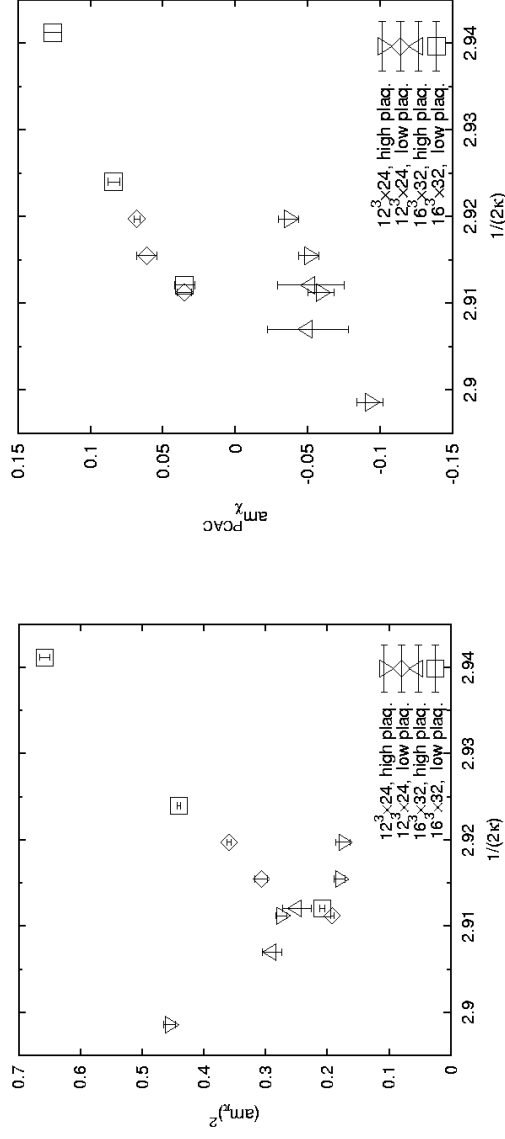 (amπ)²
0.7
0.6
0.5
0.4
0.3
0.2
0.1
0
12³×24, high plaq.
12³×24, low plaq.
16³×32, high plaq.
16³×32, low plaq.
2.9 2.91 2.92 2.93 2.94
1/(2κ)
amχ^PCAC
0.15
0.1
0.05
0
-0.05
-0.1
-0.15
12³×24, high plaq.
12³×24, low plaq.
16³×32, high plaq.
16³×32, low plaq.
2.9 2.91 2.92 2.93 2.94
1/(2κ)